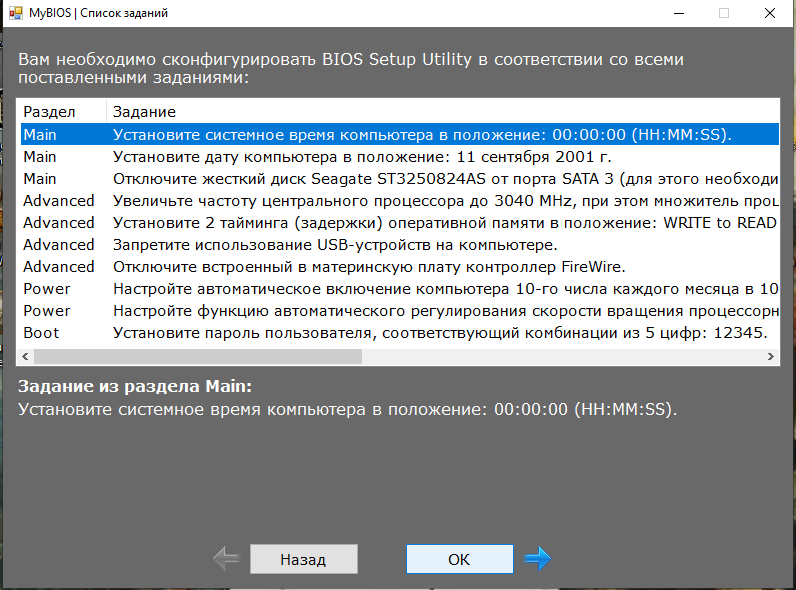 MyBIOS | Список заданий
Вам необходимо сконфигурировать BIOS Setup Utility в соответствии со всеми
поставленными заданиями:
Раздел Задание
Main Установите системное время компьютера в положение: 00:00:00 (HH:MM:SS).
Main Установите дату компьютера в положение: 11 сентября 2001 г.
Main Отключите жесткий диск Seagate ST3250824AS от порта SATA 3 (для этого необходи
Advanced Увеличьте частоту центрального процессора до 3040 MHz, при этом множитель проц
Advanced Установите 2 тайминга (задержки) оперативной памяти в положение: WRITE to READ
Advanced Запретите использование USB-устройств на компьютере.
Advanced Отключите встроенный в материнскую плату контроллер FireWire.
Power Настройте автоматическое включение компьютера 10-го числа каждого месяца в 10
Power Настройте функцию автоматического регулирования скорости вращения процессорн
Boot Установите пароль пользователя, соответствующий комбинации из 5 цифр: 12345.
Задание из раздела Main:
Установите системное время компьютера в положение: 00:00:00 (HH:MM:SS).
Назад OK